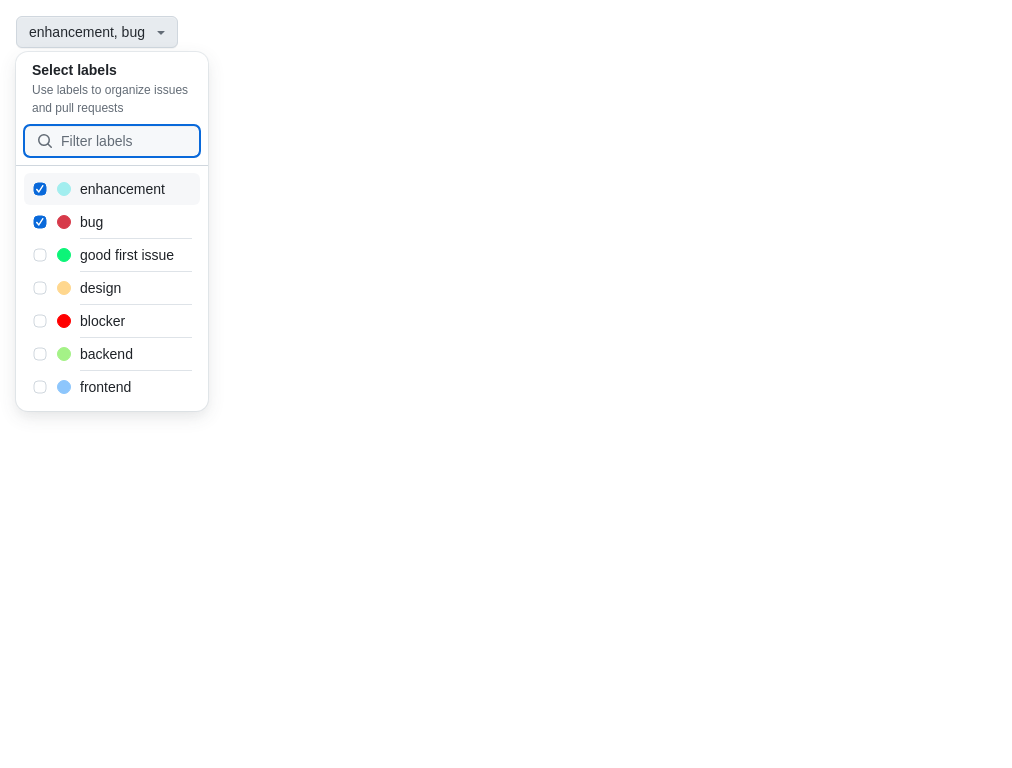 enhancement, bug
Select labels
Use labels to organize issues
and pull requests
Filter labels
enhancement
bug
good first issue
design
blocker
backend
frontend